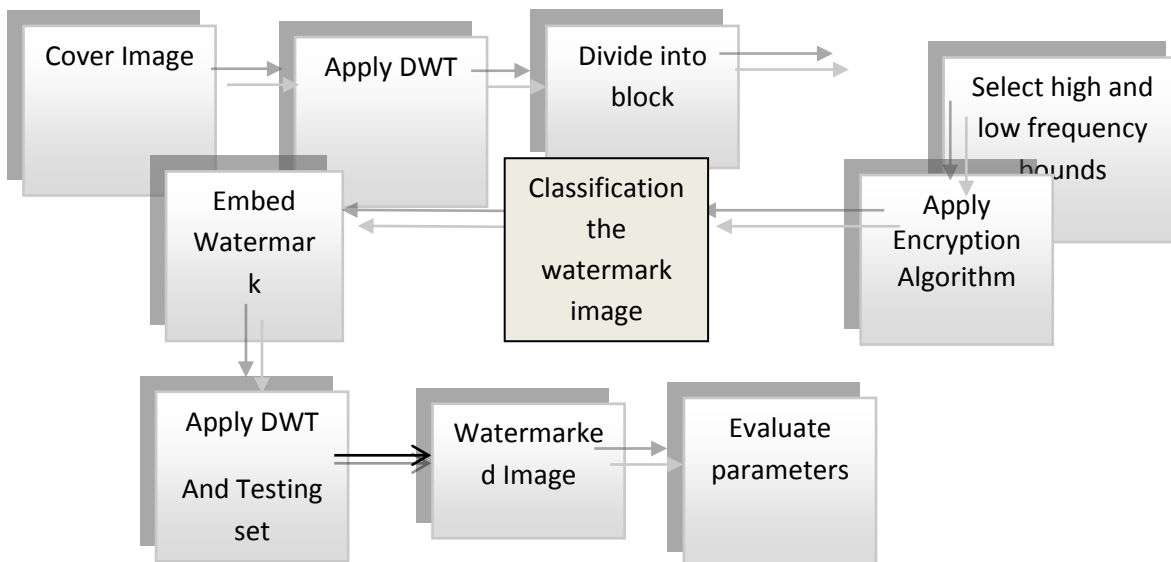 Cover Image
Apply DWT
Divide into
block
Select high and
low frequency
bounds
Apply
Encryption
Algorithm
Classification
the
watermark
image
Embed
Watermar
k
Apply DWT
And Testing
set
Watermarke
d Image
Evaluate
parameters